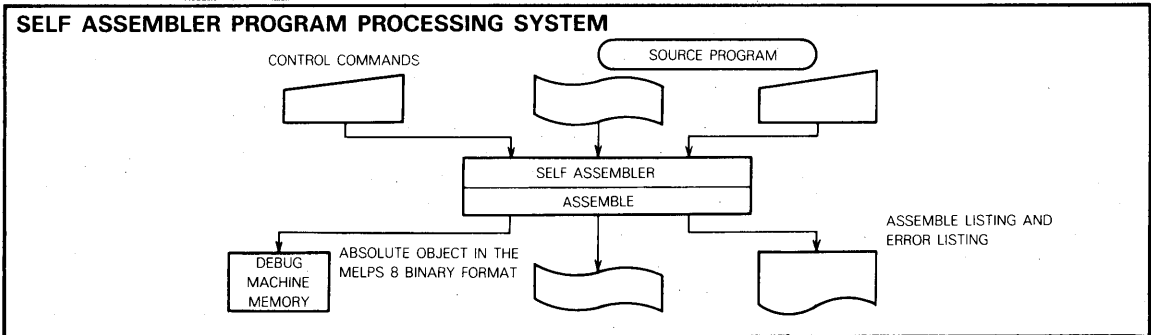 SELF ASSEMBLER PROGRAM PROCESSING SYSTEM
CONTROL COMMANDS
SOURCE PROGRAM
SELF ASSEMBLER
ASSEMBLE
DEBUG
MACHINE
MEMORY
ABSOLUTE OBJECT IN THE
MELPS 8 BINARY FORMAT
ASSEMBLE LISTING AND
ERROR LISTING